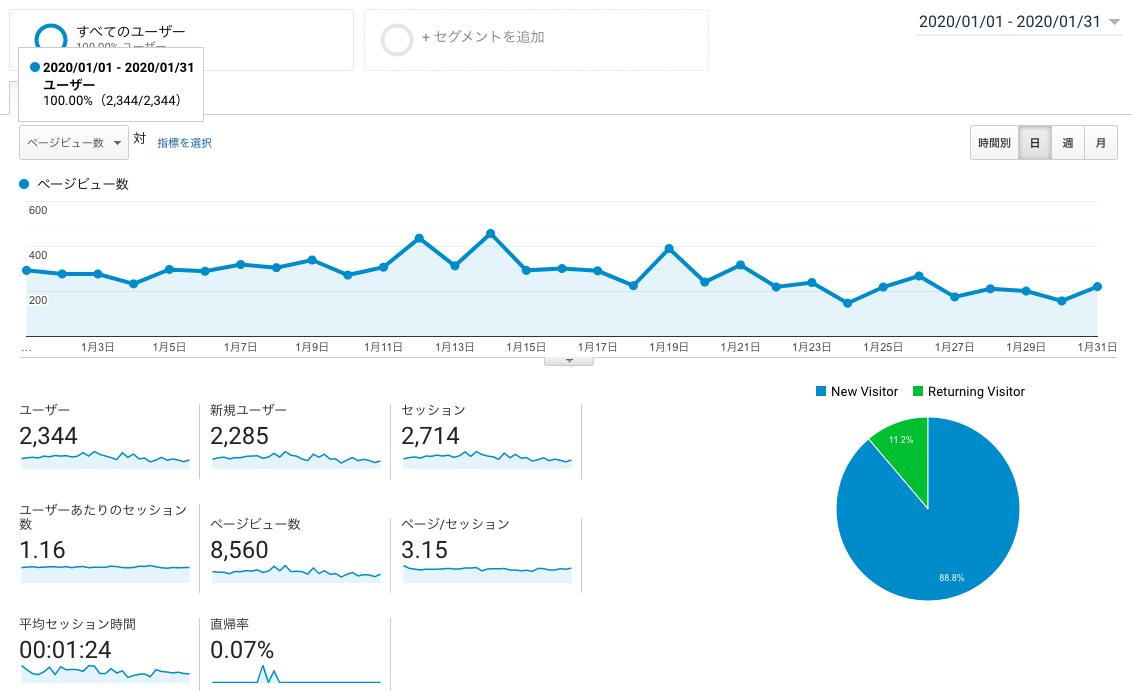 すべてのユーザー
100.00% ユーザー
+ セグメントを追加
2020/01/01 - 2020/01/31
2020/01/01 - 2020/01/31
ユーザー
100.00%（2,344/2,344）
ページビュー数
対
指標を選択
時間別
日
週
月
ページビュー数
600
400
200
...
1月3日
1月5日
1月7日
1月9日
1月11日
1月13日
1月15日
1月17日
1月19日
1月21日
1月23日
1月25日
1月27日
1月29日
1月31日
New Visitor
Returning Visitor
ユーザー
2,344
新規ユーザー
2,285
セッション
2,714
11.2%
88.8%
ユーザーあたりのセッション
数
1.16
ページビュー数
8,560
ページ/セッション
3.15
平均セッション時間
00:01:24
直帰率
0.07%